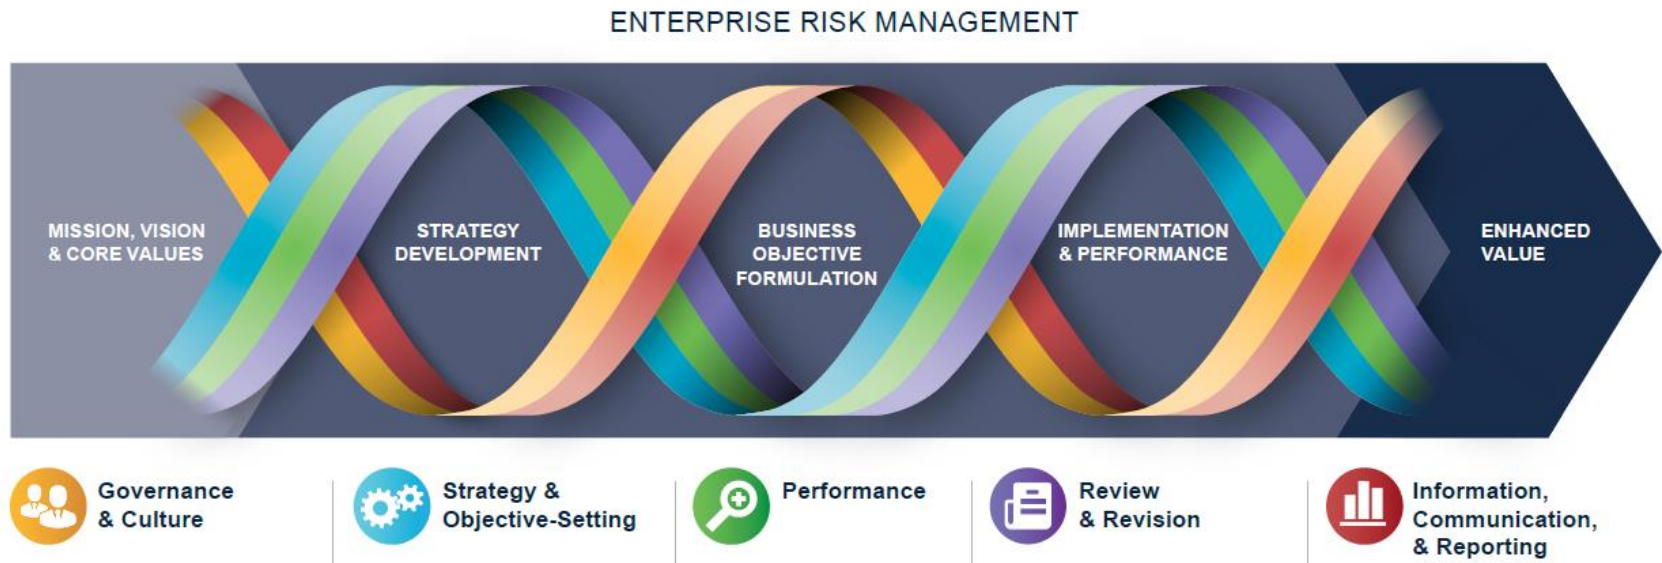 ENTERPRISE RISK MANAGEMENT
MISSION, VISION
& CORE VALUES
STRATEGY
DEVELOPMENT
BUSINESS
OBJECTIVE
FORMULATION
IMPLEMENTATION
& PERFORMANCE
ENHANCED
VALUE
Governance
& Culture
Strategy &
Objective-Setting
Performance
Review
& Revision
Information,
Communication,
& Reporting